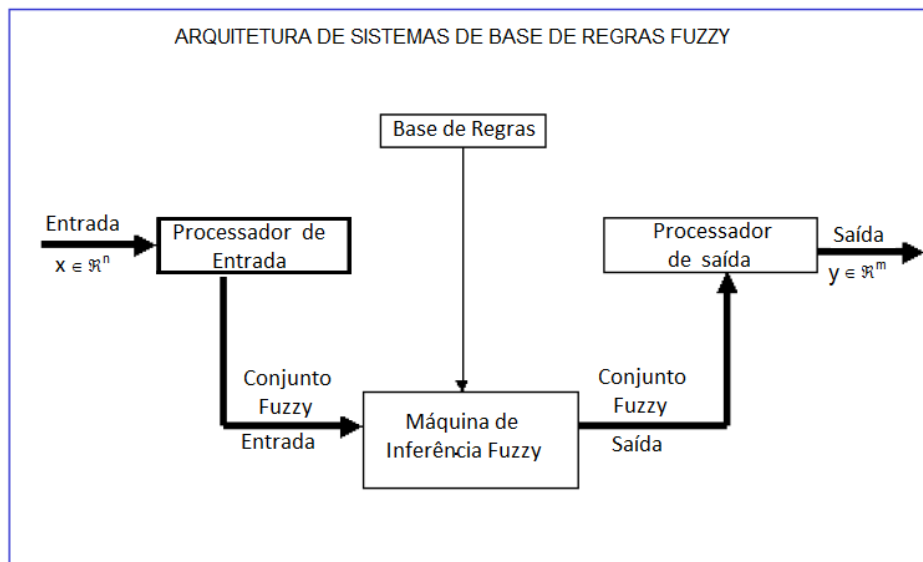 ARQUITETURA DE SISTEMAS DE BASE DE REGRAS FUZZY
Base de Regras
Entrada
x ∈ ℜⁿ
Processador de
Entrada
Processador
de saída
Saída
y ∈ ℜᵐ
Conjunto
Fuzzy
Entrada
Máquina de
Inferência Fuzzy
Conjunto
Fuzzy
Saída